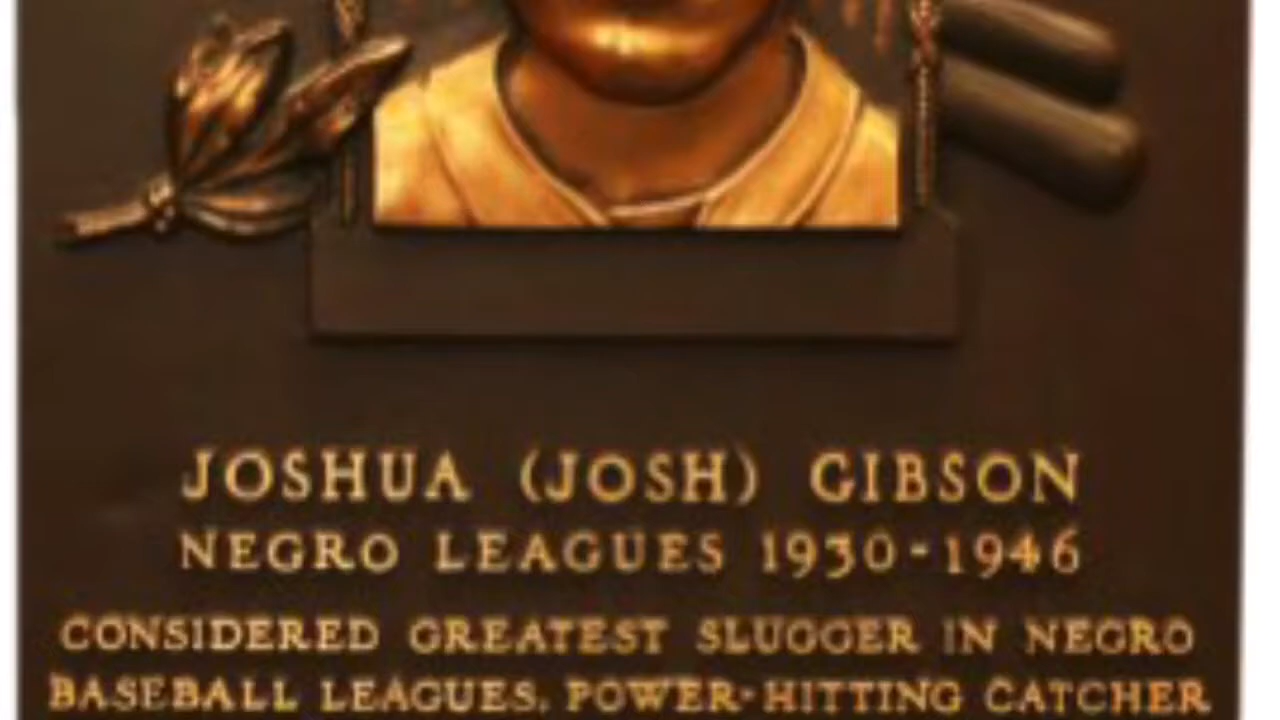 JOSHUA (JOSH) GIBSON
NEGRO LEAGUES 1930-1946
CONSIDERED GREATEST SLUGGER IN NEGRO
BASEBALL LEAGUES. POWER-HITTING CATCHER